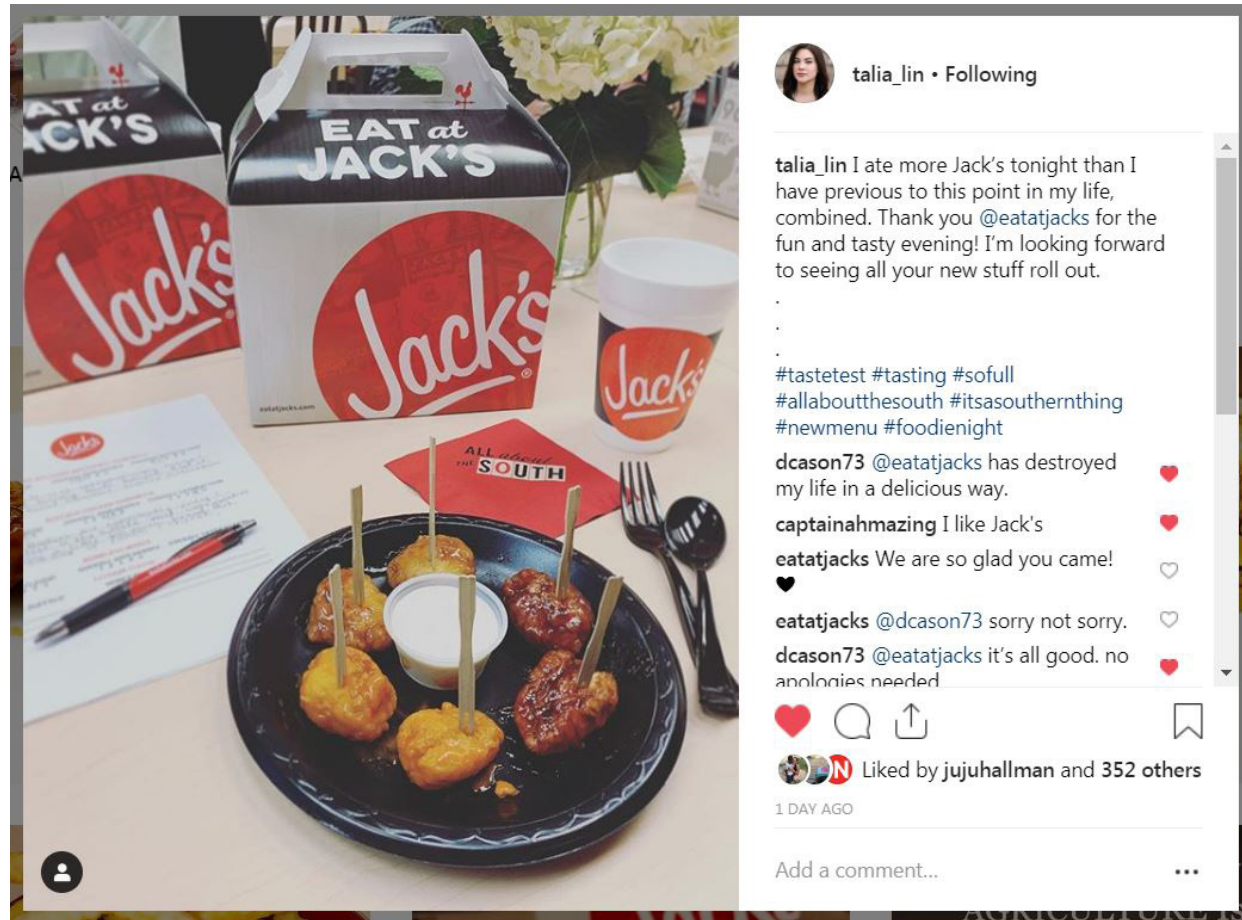 EAT at
JACK'S
Jack's
EAT at
JACK'S
Jack's
®
eatatjacks.com
Jack's
Jack's
ALL about
THE SOUTH
talia_lin • Following
talia_lin I ate more Jack’s tonight than I
have previous to this point in my life,
combined. Thank you @eatatjacks for the
fun and tasty evening! I’m looking forward
to seeing all your new stuff roll out.
.
.
.
#tastetest #tasting #sofull
#allaboutthesouth #itsasouthernthing
#newmenu #foodienight
dcason73 @eatatjacks has destroyed
my life in a delicious way.
captainahmazing I like Jack's
eatatjacks We are so glad you came!
🖤
eatatjacks @dcason73 sorry not sorry.
dcason73 @eatatjacks it’s all good. no
apologies needed
N Liked by jujuhallman and 352 others
1 DAY AGO
Add a comment...
AGRICULTURE IS